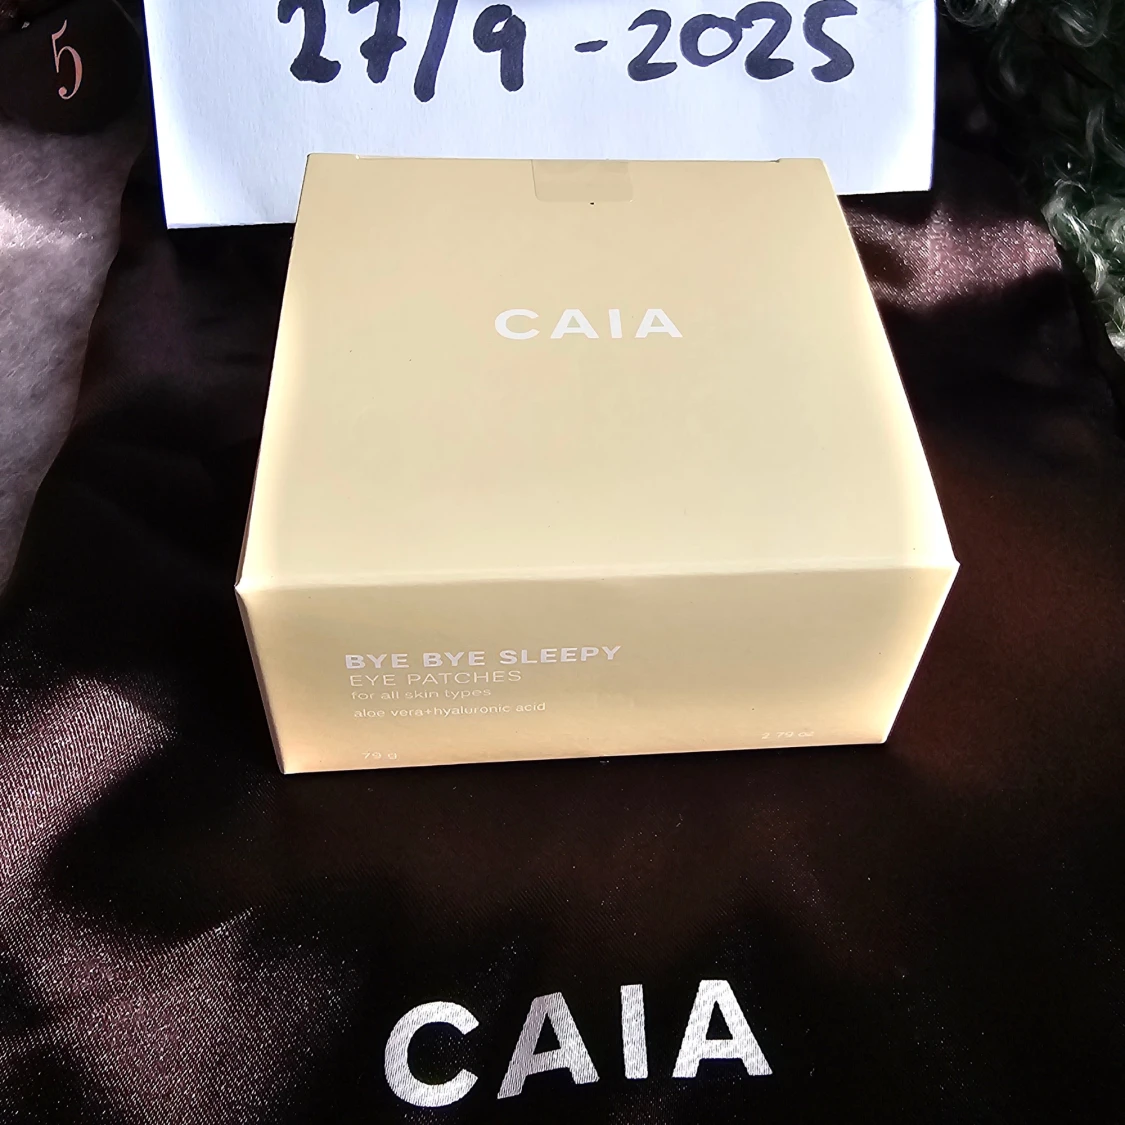 5
27/9-2025
CAIA
BYE BYE SLEEPY
EYE PATCHES
for all skin types
aloe vera+hyaluronic acid
79 g
2.79 oz
CAIA